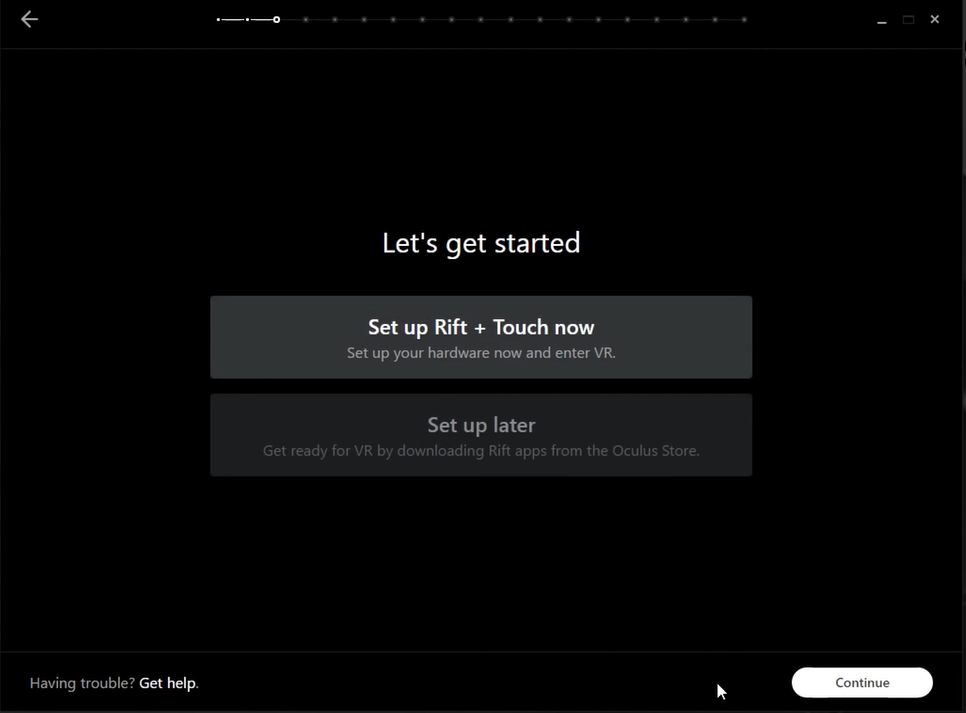 Let's get started
Set up Rift + Touch now
Set up your hardware now and enter VR.
Set up later
Get ready for VR by downloading Rift apps from the Oculus Store.
Having trouble? Get help.
Continue